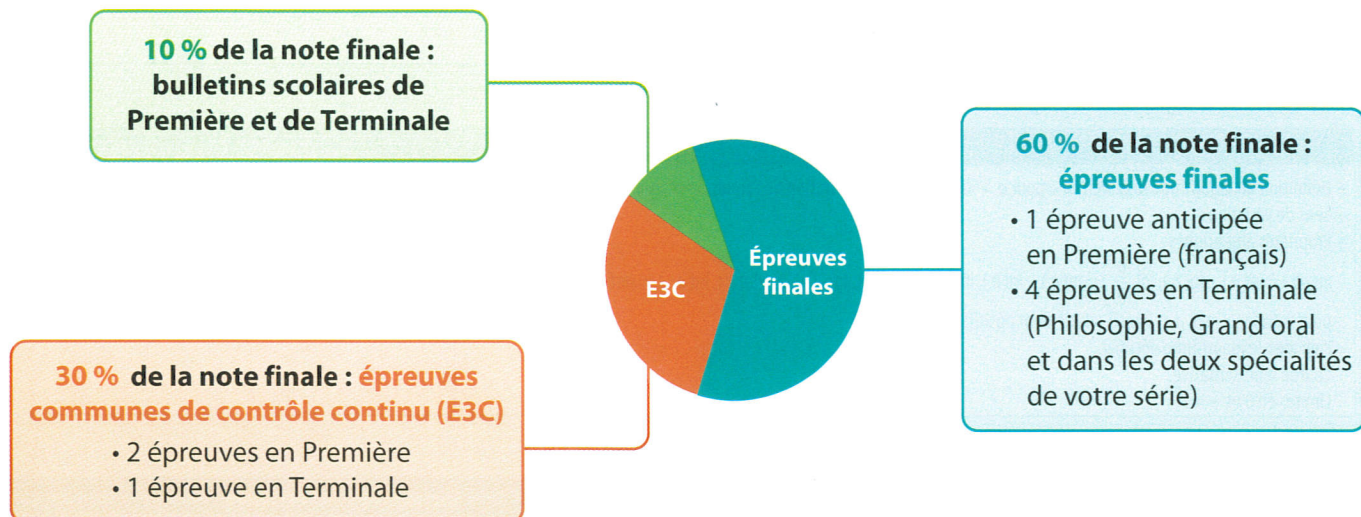 10 % de la note finale :
bulletins scolaires de
Première et de Terminale
60 % de la note finale :
épreuves finales
• 1 épreuve anticipée
en Première (français)
• 4 épreuves en Terminale
(Philosophie, Grand oral
et dans les deux spécialités
de votre série)
Épreuves
finales
E3C
30 % de la note finale : épreuves
communes de contrôle continu (E3C)
• 2 épreuves en Première
• 1 épreuve en Terminale